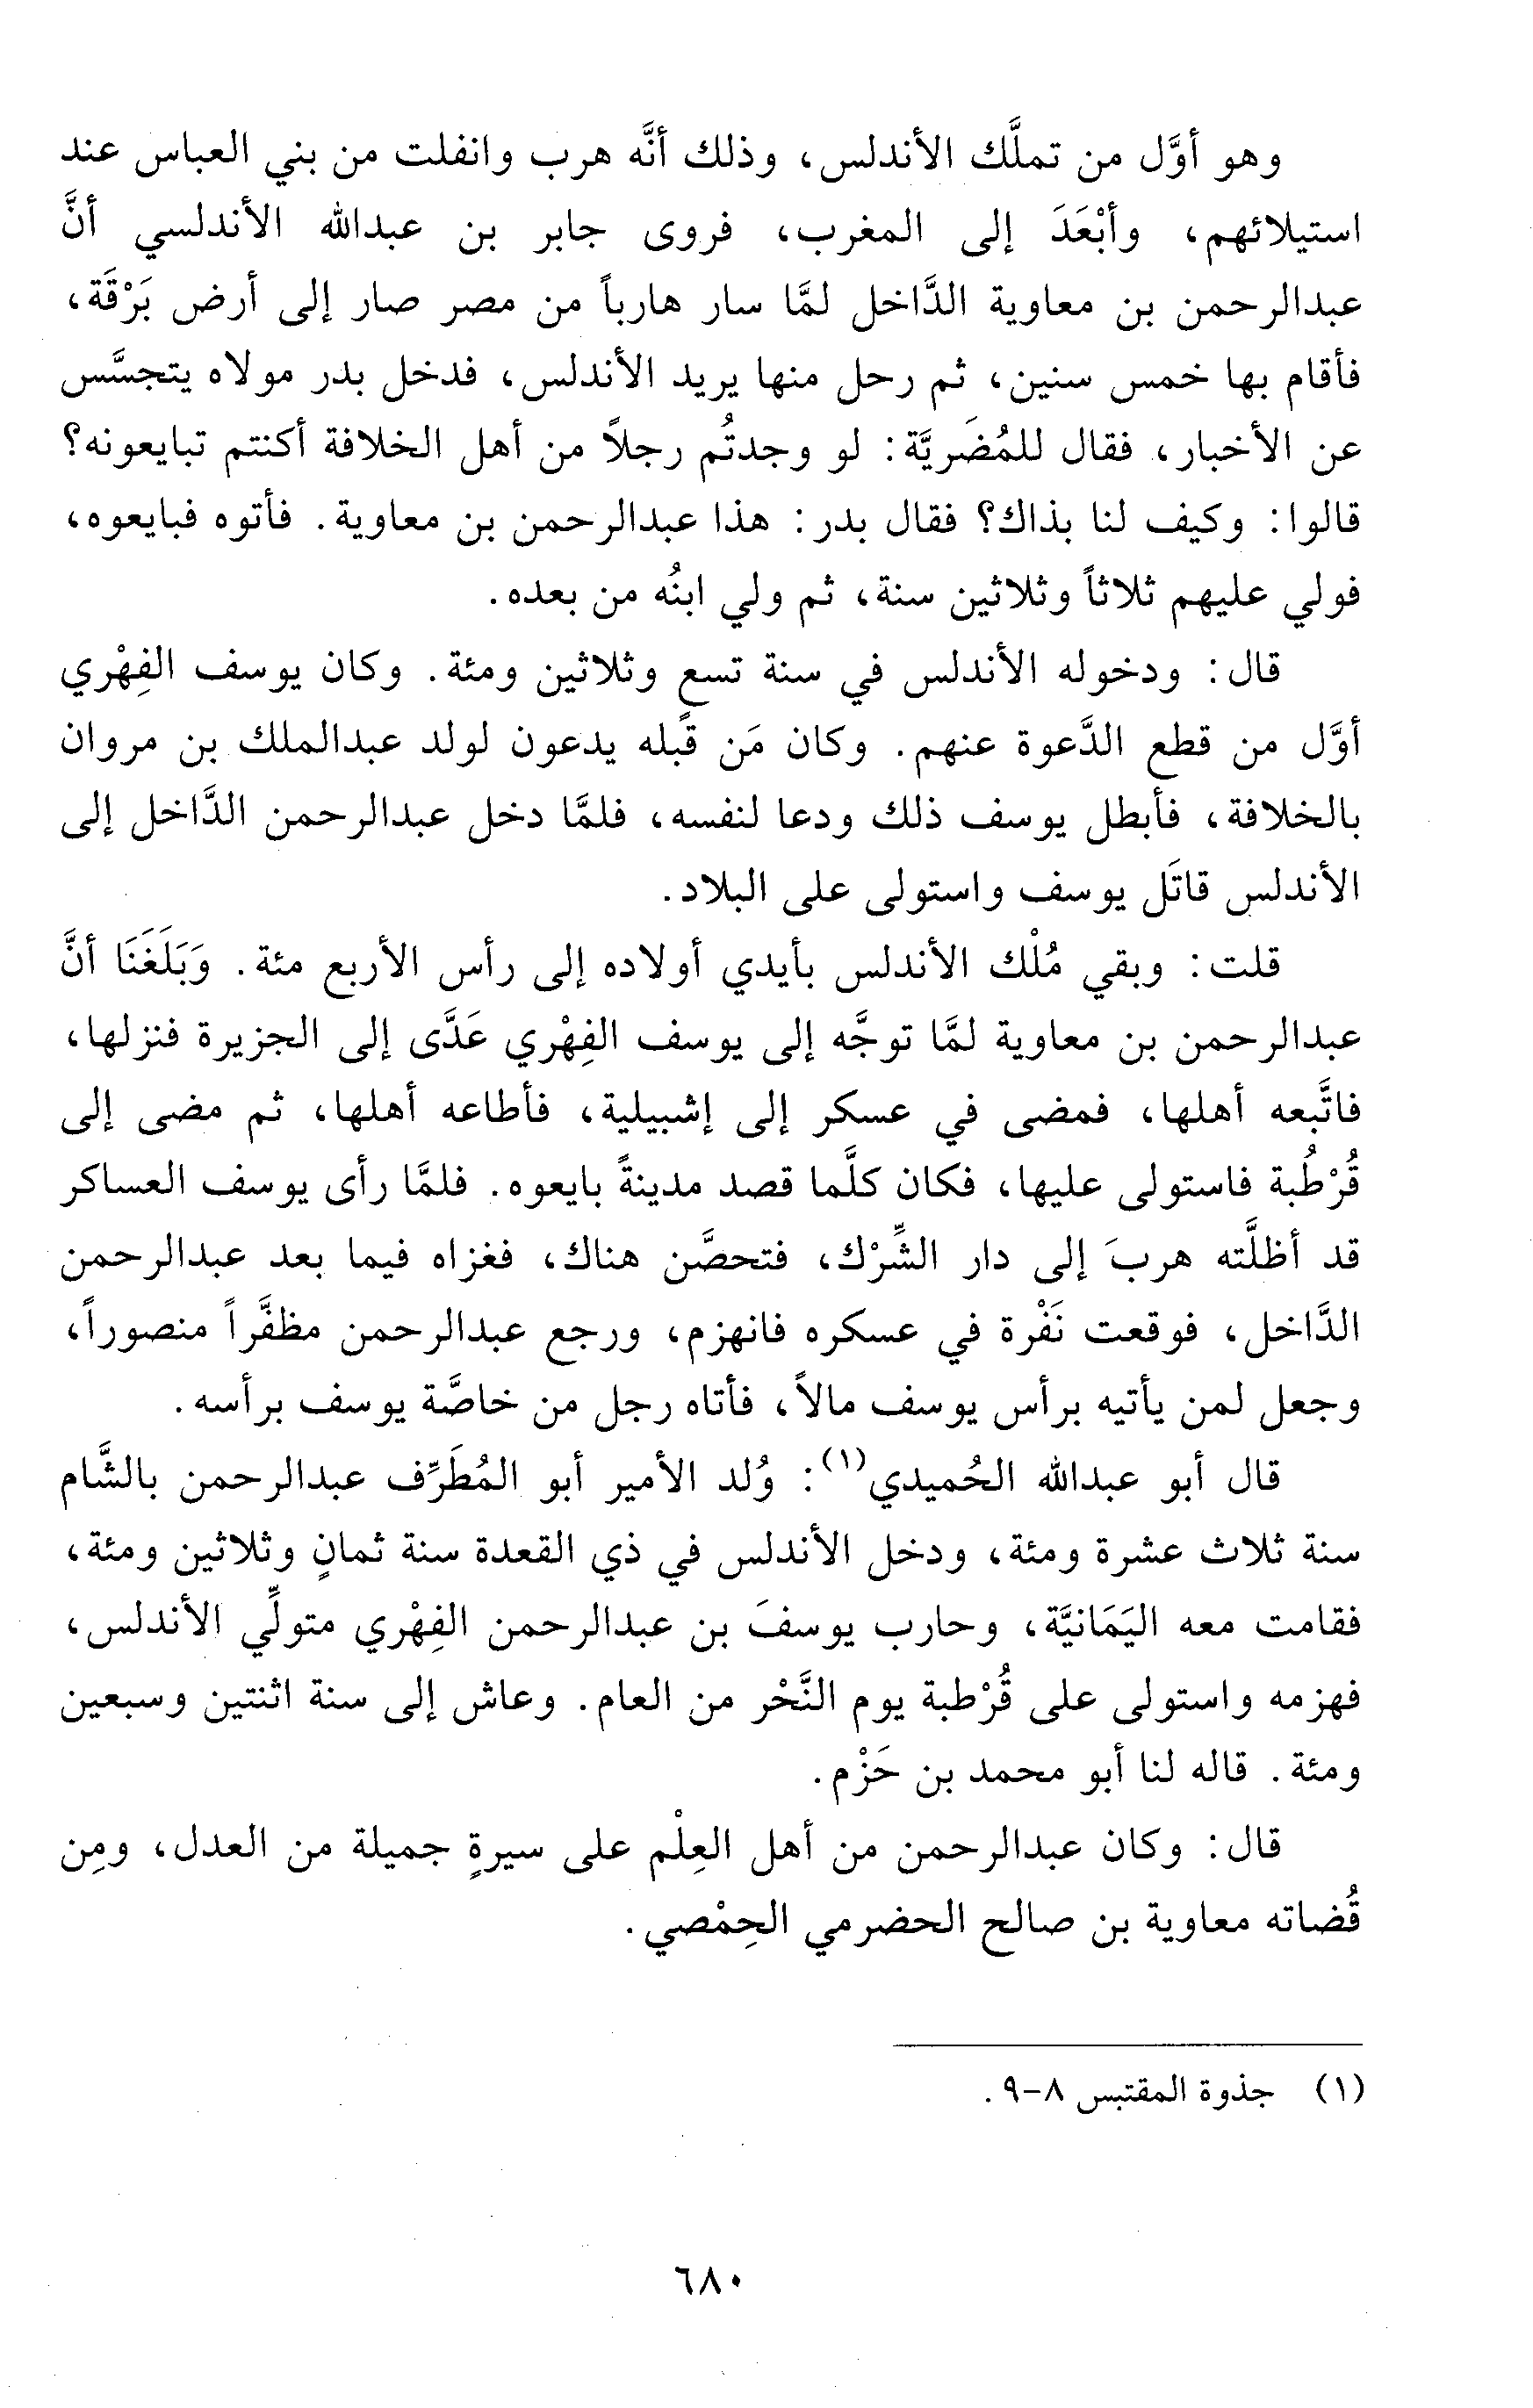 وهو أوَّل من تملَّك الأندلس، وذلك أنَّه هرب وانفلت من بني العباس عند
استيلائهم، وأبْعَدَ إلى المغرب، فروى جابر بن عبدالله الأندلسي أنَّ
عبدالرحمن بن معاوية الدَّاخل لمَّا سار هارباً من مصر صار إلى أرض بَرْقَة،
فأقام بها خمس سنين، ثم رحل منها يريد الأندلس، فدخل بدر مولاه يتجسَّس
عن الأخبار، فقال للمُضَريَّة: لو وجدتُم رجلاً من أهل الخلافة أكنتم تبايعونه؟
قالوا: وكيف لنا بذاك؟ فقال بدر: هذا عبدالرحمن بن معاوية. فأتوه فبايعوه،
فولي عليهم ثلاثاً وثلاثين سنة، ثم ولي ابنُه من بعده.
قال: ودخوله الأندلس في سنة تسع وثلاثين ومئة. وكان يوسف الفِهْري
أوَّل من قطع الدَّعوة عنهم. وكان مَن قَبله يدعون لولد عبدالملك بن مروان
بالخلافة، فأبطل يوسف ذلك ودعا لنفسه، فلمَّا دخل عبدالرحمن الدَّاخل إلى
الأندلس قاتَل يوسف واستولى على البلاد.
قلت: وبقي مُلْك الأندلس بأيدي أولاده إلى رأس الأربع مئة. وَبَلَغَنَا أنَّ
عبدالرحمن بن معاوية لمَّا توجَّه إلى يوسف الفِهْري عَدَّى إلى الجزيرة فنزلها،
فاتَّبعه أهلها، فمضى في عسكر إلى إشبيلية، فأطاعه أهلها، ثم مضى إلى
قُرْطُبة فاستولى عليها، فكان كلَّما قصد مدينةً بايعوه. فلمَّا رأى يوسف العساكر
قد أظلَّته هربَ إلى دار الشِّرْك، فتحصَّن هناك، فغزاه فيما بعد عبدالرحمن
الدَّاخل، فوقعت نَفْرة في عسكره فانهزم، ورجع عبدالرحمن مظفَّراً منصوراً،
وجعل لمن يأتيه برأس يوسف مالاً، فأتاه رجل من خاصَّة يوسف برأسه.
قال أبو عبدالله الحُميدي(١): وُلد الأمير أبو المُطَرِّف عبدالرحمن بالشَّام
سنة ثلاث عشرة ومئة، ودخل الأندلس في ذي القعدة سنة ثمانٍ وثلاثين ومئة،
فقامت معه اليَمَانيَّة، وحارب يوسفَ بن عبدالرحمن الفِهْري متولِّي الأندلس،
فهزمه واستولى على قُرْطبة يوم النَّحْر من العام. وعاش إلى سنة اثنتين وسبعين
ومئة. قاله لنا أبو محمد بن حَزْم.
قال: وكان عبدالرحمن من أهل العِلْم على سيرةٍ جميلة من العدل، ومِن
قُضاته معاوية بن صالح الحضرمي الحِمْصي.
(١) جذوة المقتبس ٨-٩.
٦٨٠